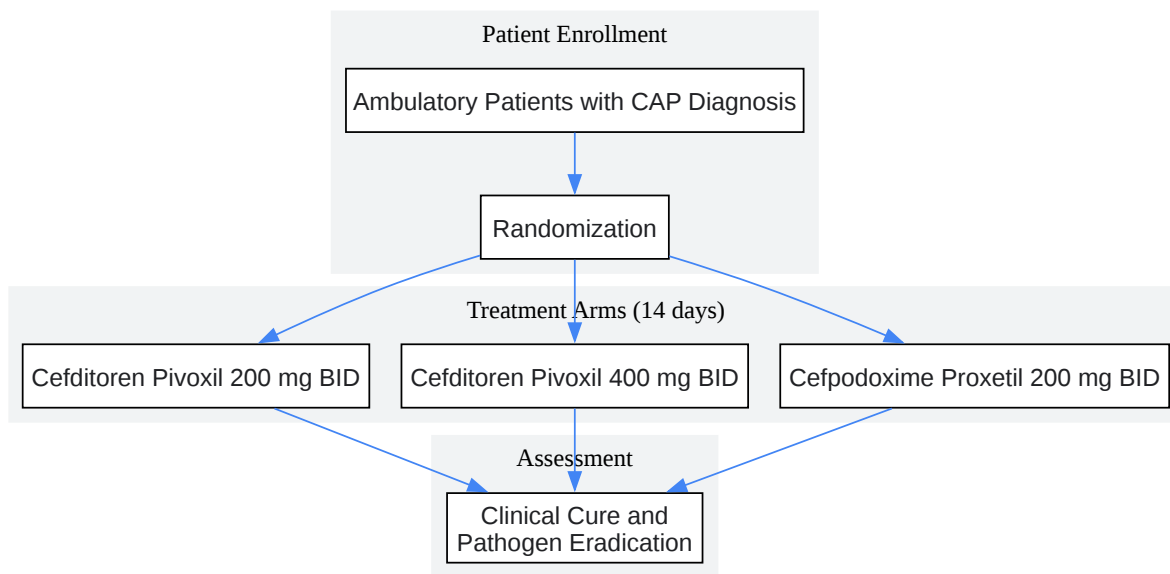 Patient Enrollment
Ambulatory Patients with CAP Diagnosis
Randomization
Treatment Arms (14 days)
Cefditoren Pivoxil 200 mg BID
Cefditoren Pivoxil 400 mg BID
Cefpodoxime Proxetil 200 mg BID
Assessment
Clinical Cure and
Pathogen Eradication